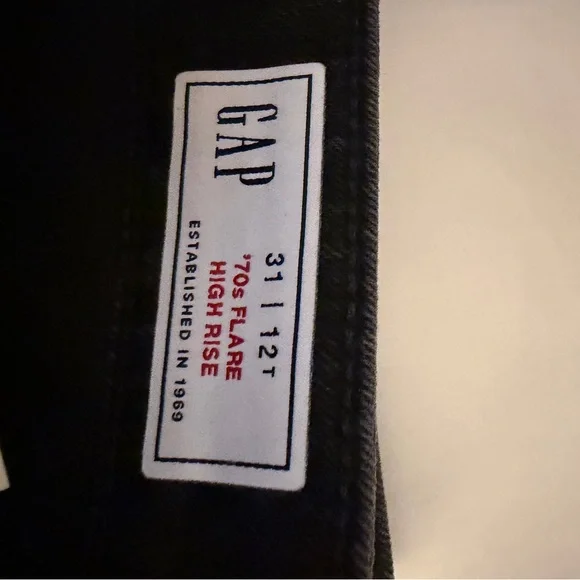 GAP
31 | 12T
'70s FLARE
HIGH RISE
ESTABLISHED IN 1969